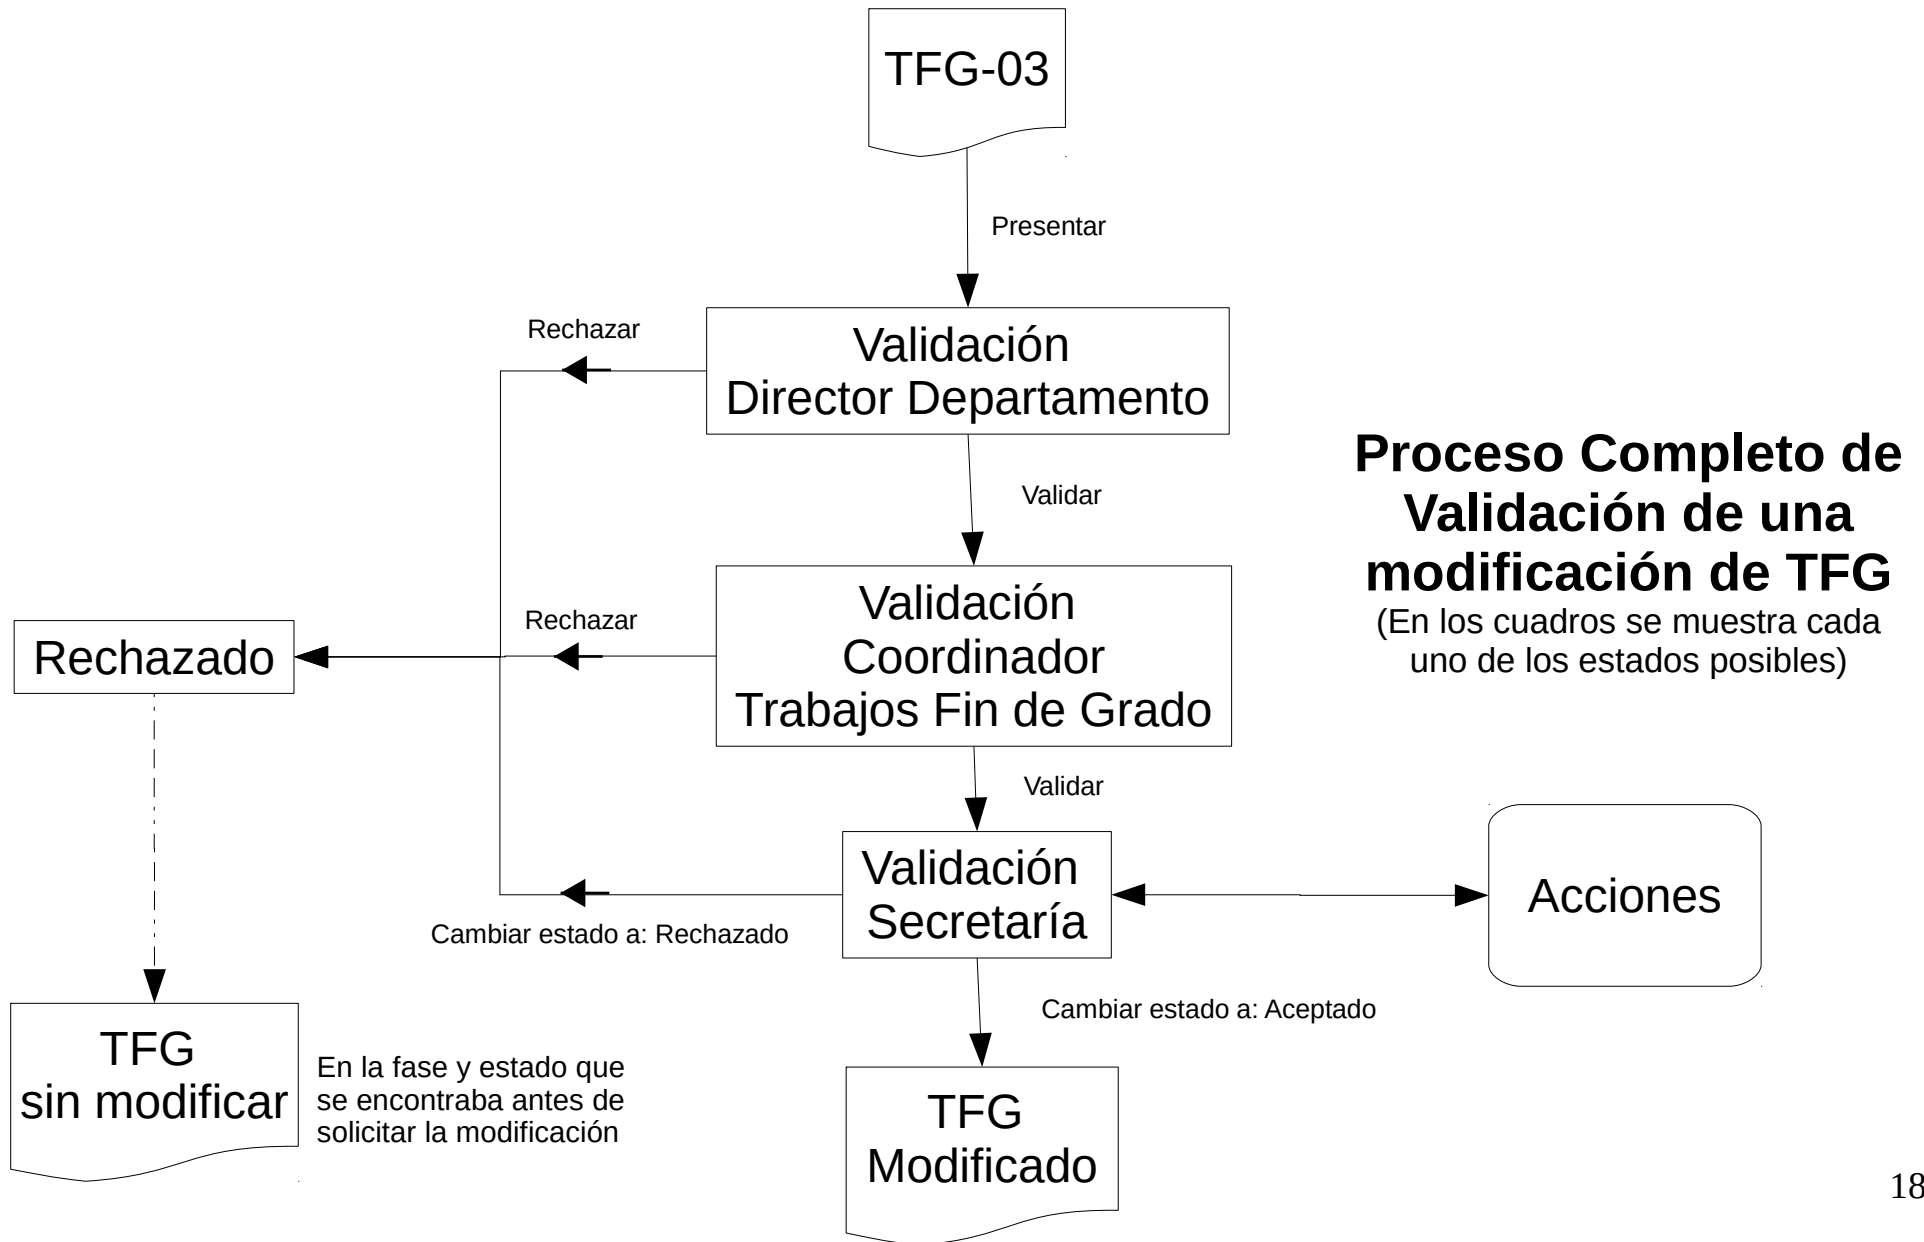 TFG-03
Presentar
Rechazar
Validación
Director Departamento
Validar
Proceso Completo de
Validación de una
modificación de TFG
(En los cuadros se muestra cada
uno de los estados posibles)
Rechazar
Validación
Coordinador
Trabajos Fin de Grado
Rechazado
Validar
Validación
Secretaría
Acciones
Cambiar estado a: Rechazado
Cambiar estado a: Aceptado
TFG
sin modificar
En la fase y estado que
se encontraba antes de
solicitar la modificación
TFG
Modificado
18